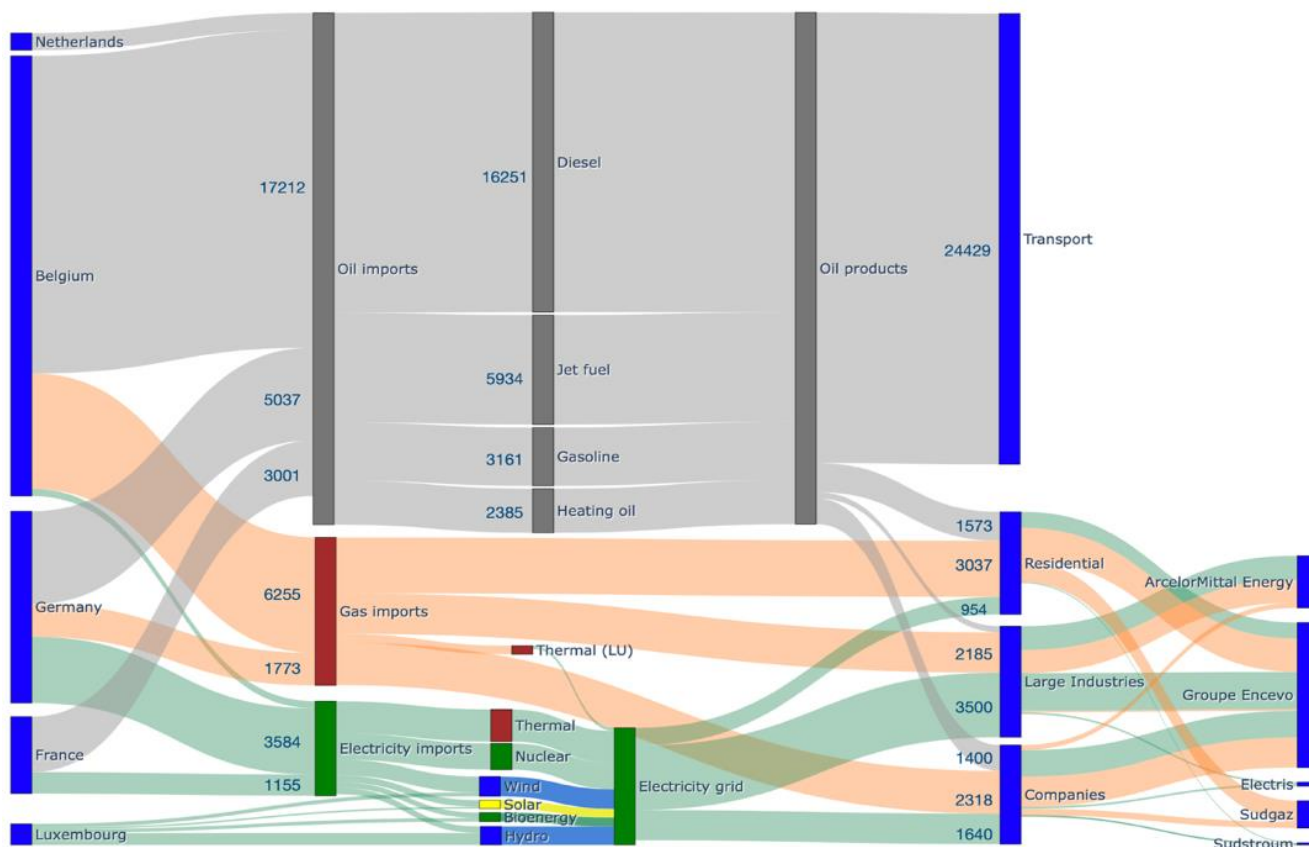 Netherlands
17212
16251
Diesel
24429
Transport
Belgium
Oil imports
Oil products
5037
5934
Jet fuel
3001
3161
Gasoline
2385
Heating oil
1573
Germany
6255
Gas imports
3037
Residential
ArcelorMittal Energy
954
1773
Thermal (LU)
2185
Large Industries
Groupe Encevo
3500
Thermal
France
3584
Electricity imports
Nuclear
1400
1155
Wind
Electricity grid
Electris
Solar
2318
Companies
Bioenergy
Sudgaz
Luxembourg
Hydro
1640
Sudstroum